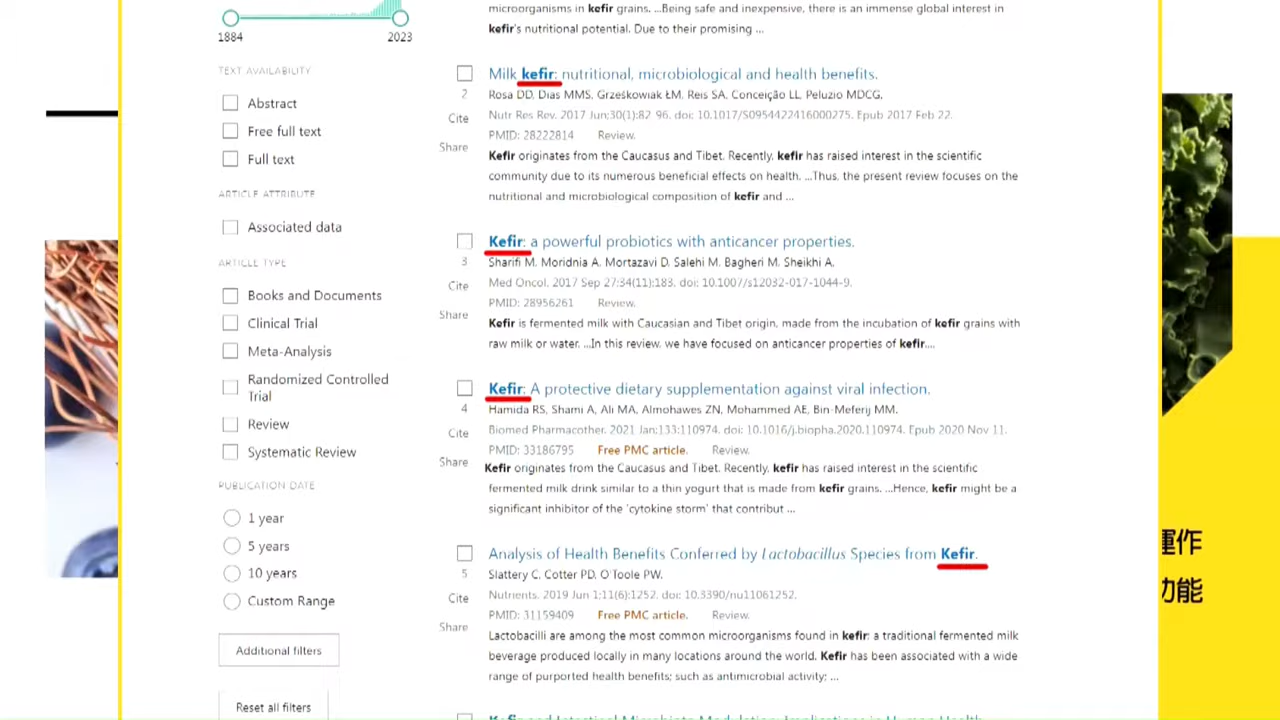 microorganisms in kefir grains. ...Being safe and inexpensive, there is an immense global interest in
kefir's nutritional potential. Due to their promising ...
1884
2023
TEXT AVAILABILITY
Abstract
Free full text
Full text
ARTICLE ATTRIBUTE
Associated data
ARTICLE TYPE
Books and Documents
Clinical Trial
Meta-Analysis
Randomized Controlled
Trial
Review
Systematic Review
PUBLICATION DATE
1 year
5 years
10 years
Custom Range
Additional filters
Reset all filters
Milk kefir: nutritional, microbiological and health benefits.
2
Rosa DD, Dias MMS, Grześkowiak ŁM, Reis SA, Conceição LL, Peluzio MDCG.
Cite
Nutr Res Rev. 2017 Jun;30(1):82-96. doi: 10.1017/S0954422416000275. Epub 2017 Feb 22.
PMID: 28222814 Review.
Share
Kefir originates from the Caucasus and Tibet. Recently, kefir has raised interest in the scientific
community due to its numerous beneficial effects on health. ...Thus, the present review focuses on the
nutritional and microbiological composition of kefir and ...
Kefir: a powerful probiotics with anticancer properties.
3
Sharifi M, Moridnia A, Mortazavi D, Salehi M, Bagheri M, Sheikhi A.
Cite
Med Oncol. 2017 Sep 27;34(11):183. doi: 10.1007/s12032-017-1044-9.
PMID: 28956261 Review.
Share
Kefir is fermented milk with Caucasian and Tibet origin, made from the incubation of kefir grains with
raw milk or water. ...In this review, we have focused on anticancer properties of kefir....
Kefir: A protective dietary supplementation against viral infection.
4
Hamida RS, Shami A, Ali MA, Almohawes ZN, Mohammed AE, Bin-Meferij MM.
Cite
Biomed Pharmacother. 2021 Jan;133:110974. doi: 10.1016/j.biopha.2020.110974. Epub 2020 Nov 11.
PMID: 33186795 Free PMC article. Review.
Share
Kefir originates from the Caucasus and Tibet. Recently, kefir has raised interest in the scientific
fermented milk drink similar to a thin yogurt that is made from kefir grains. ...Hence, kefir might be a
significant inhibitor of the 'cytokine storm' that contribut ...
Analysis of Health Benefits Conferred by Lactobacillus Species from Kefir.
5
Slattery C, Cotter PD, O'Toole PW.
Cite
Nutrients. 2019 Jun 1;11(6):1252. doi: 10.3390/nu11061252.
PMID: 31159409 Free PMC article. Review.
Share
Lactobacilli are among the most common microorganisms found in kefir; a traditional fermented milk
beverage produced locally in many locations around the world. Kefir has been associated with a wide
range of purported health benefits; such as antimicrobial activity; ...
運作
功能